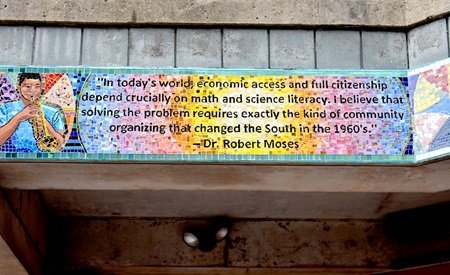 "In today's world, economic access and full citizenship
depend crucially on math and science literacy. I believe that
solving the problem requires exactly the kind of community
organizing that changed the South in the 1960's."
—Dr. Robert Moses